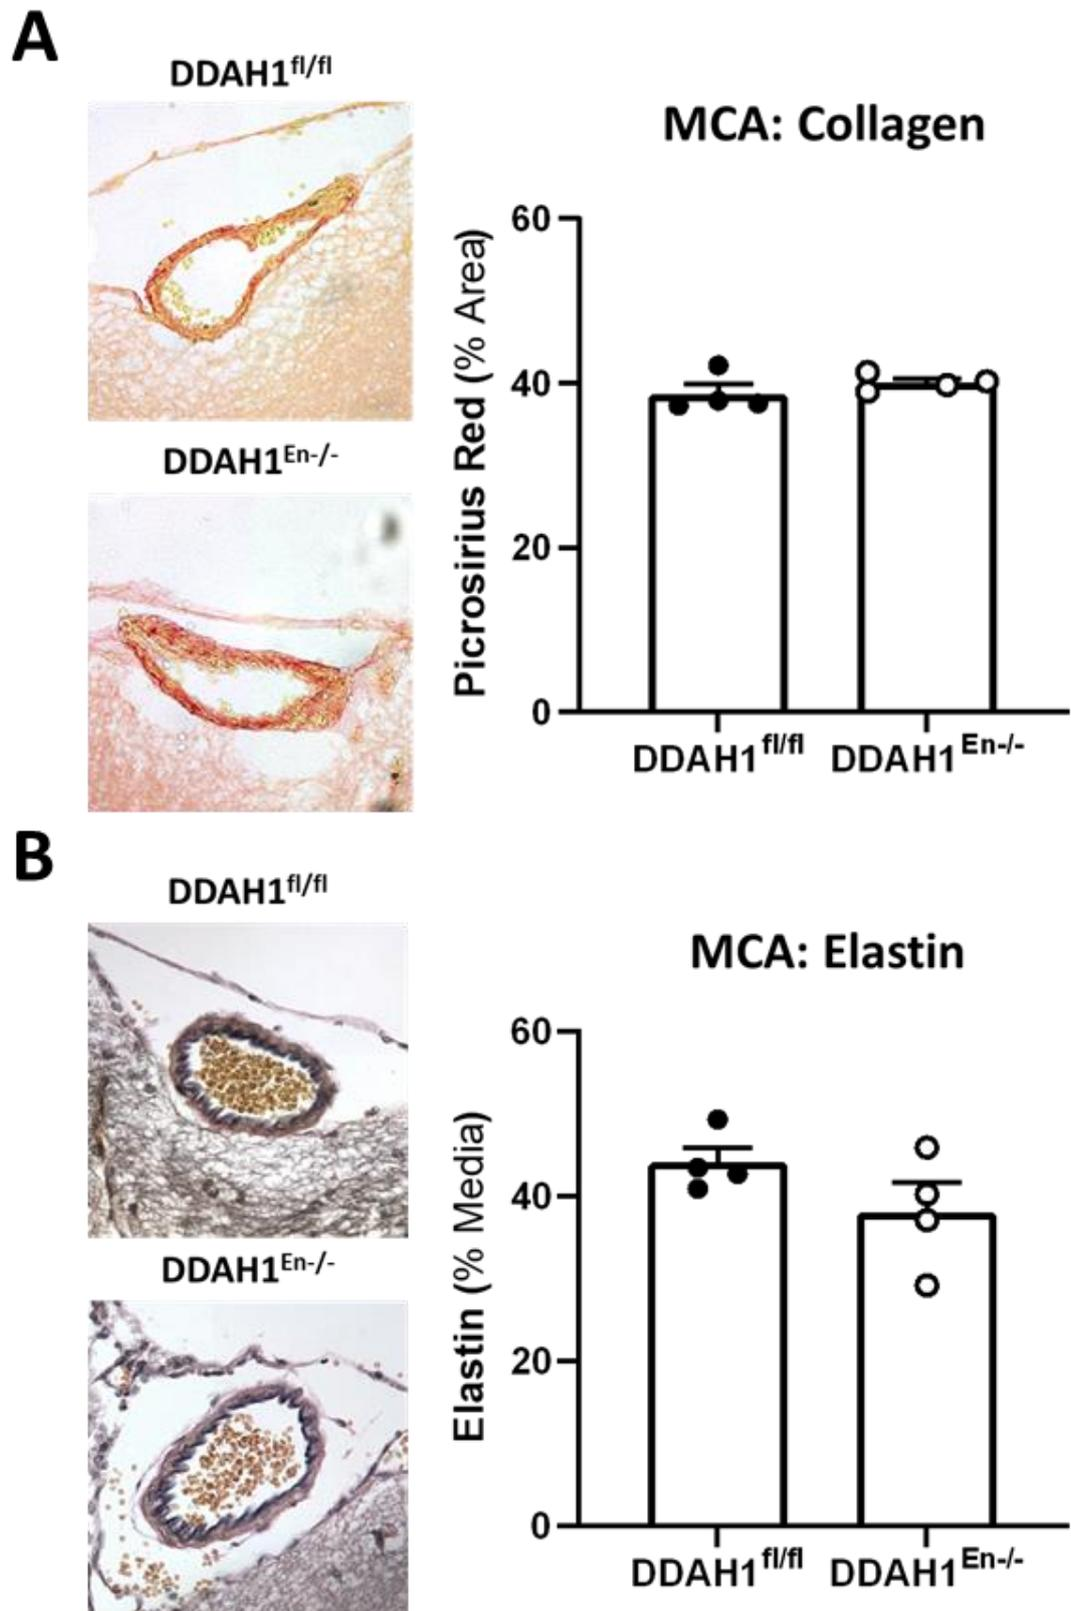 A
DDAH1fl/fl
MCA: Collagen
DDAH1En-/-
Picrosirius Red (% Area)
60
40
20
0
DDAH1fl/fl DDAH1En-/-
B
DDAH1fl/fl
MCA: Elastin
DDAH1En-/-
Elastin (% Media)
60
40
20
0
DDAH1fl/fl DDAH1En-/-